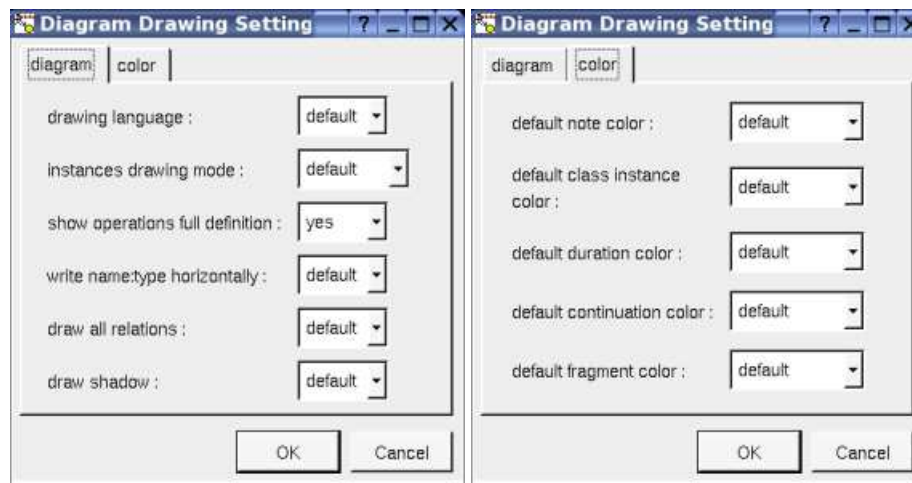 Diagram Drawing Setting
diagram color
drawing language : default
instances drawing mode : default
show operations full definition : yes
write name:type horizontally : default
draw all relations : default
draw shadow : default
OK Cancel
Diagram Drawing Setting
diagram color
default note color : default
default class instance
color : default
default duration color : default
default continuation color : default
default fragment color : default
OK Cancel